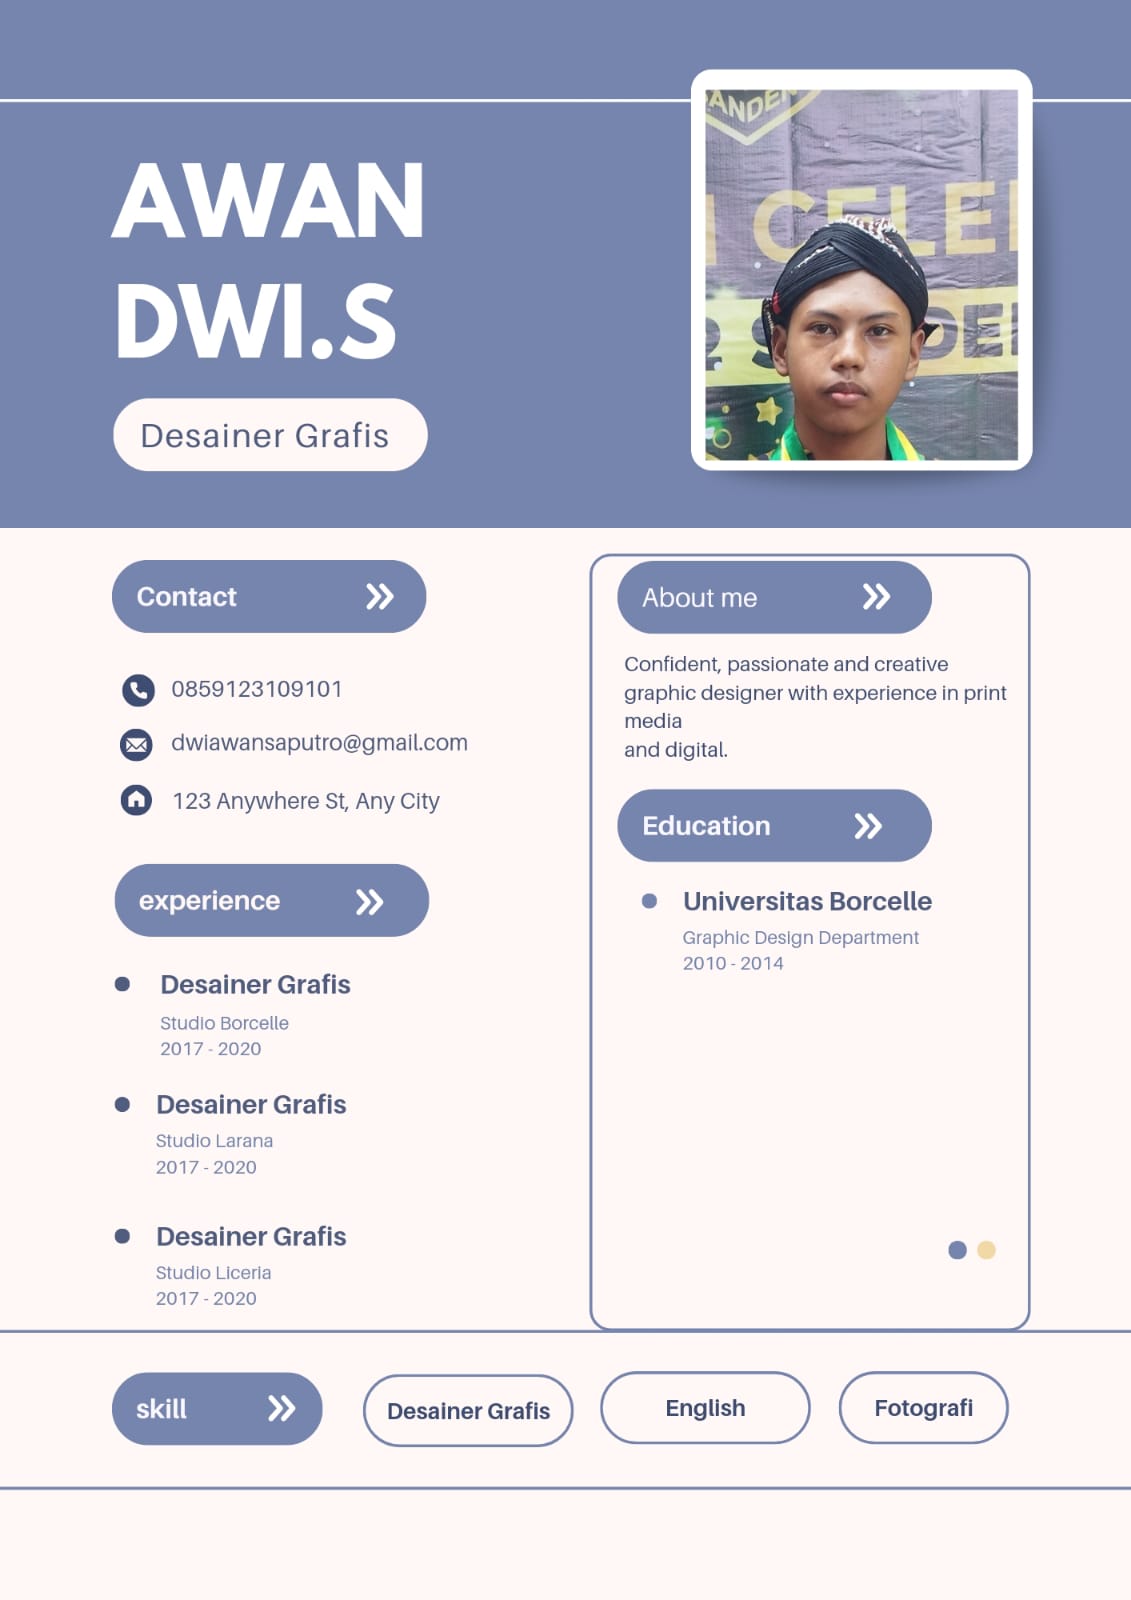 AWAN
DWI.S
Desainer Grafis
Contact
0859123109101
dwiawansaputro@gmail.com
123 Anywhere St, Any City
experience
Desainer Grafis
Studio Borcelle
2017 - 2020
Desainer Grafis
Studio Larana
2017 - 2020
Desainer Grafis
Studio Liceria
2017 - 2020
About me
Confident, passionate and creative
graphic designer with experience in print
media
and digital.
Education
Universitas Borcelle
Graphic Design Department
2010 - 2014
skill
Desainer Grafis
English
Fotografi